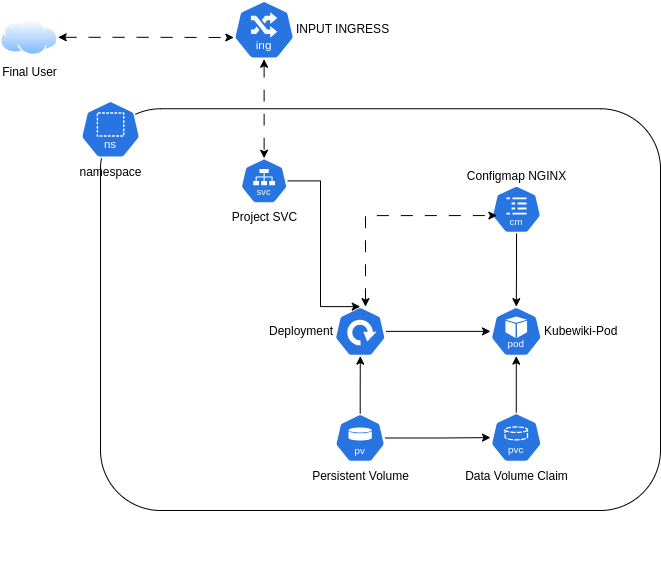 ing
INPUT INGRESS
Final User
ns
namespace
svc
Project SVC
Configmap NGINX
cm
Deployment
pod
Kubewiki-Pod
pv
Persistent Volume
pvc
Data Volume Claim